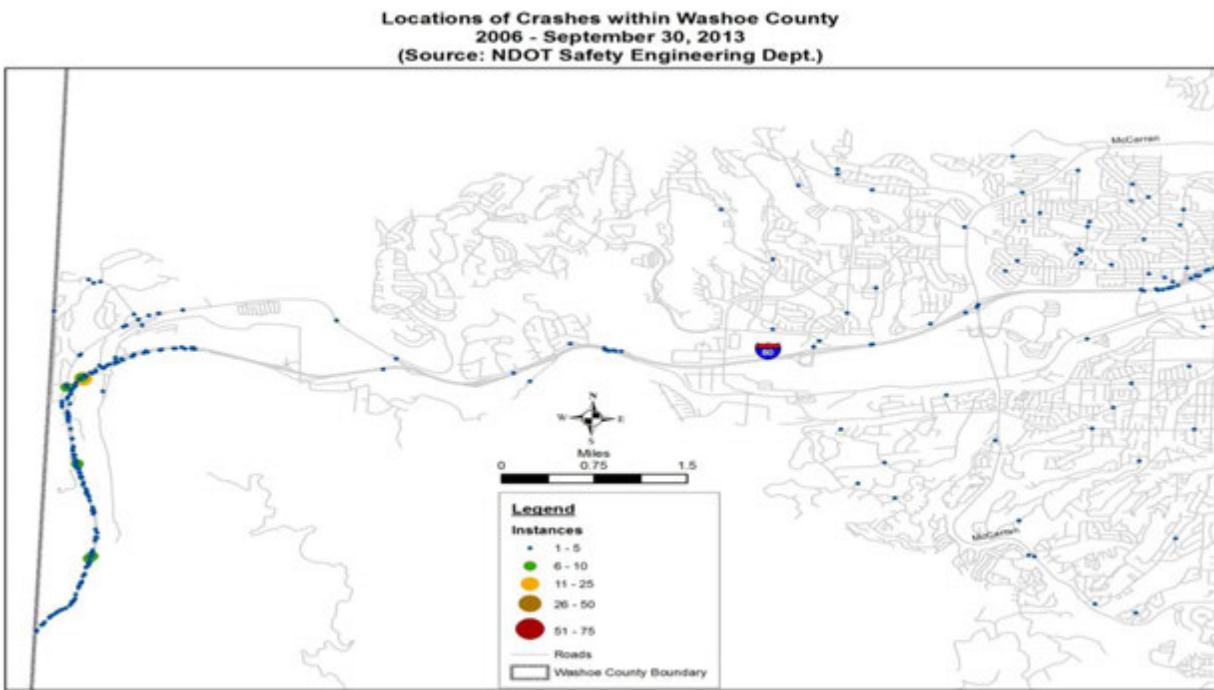 Locations of Crashes within Washoe County
2006 - September 30, 2013
(Source: NDOT Safety Engineering Dept.)
McCarran
80
N
W E
S
Miles
0 0.75 1.5
Legend
Instances
1 - 5
6 - 10
11 - 25
26 - 50
51 - 75
Roads
Washoe County Boundary
McCarran